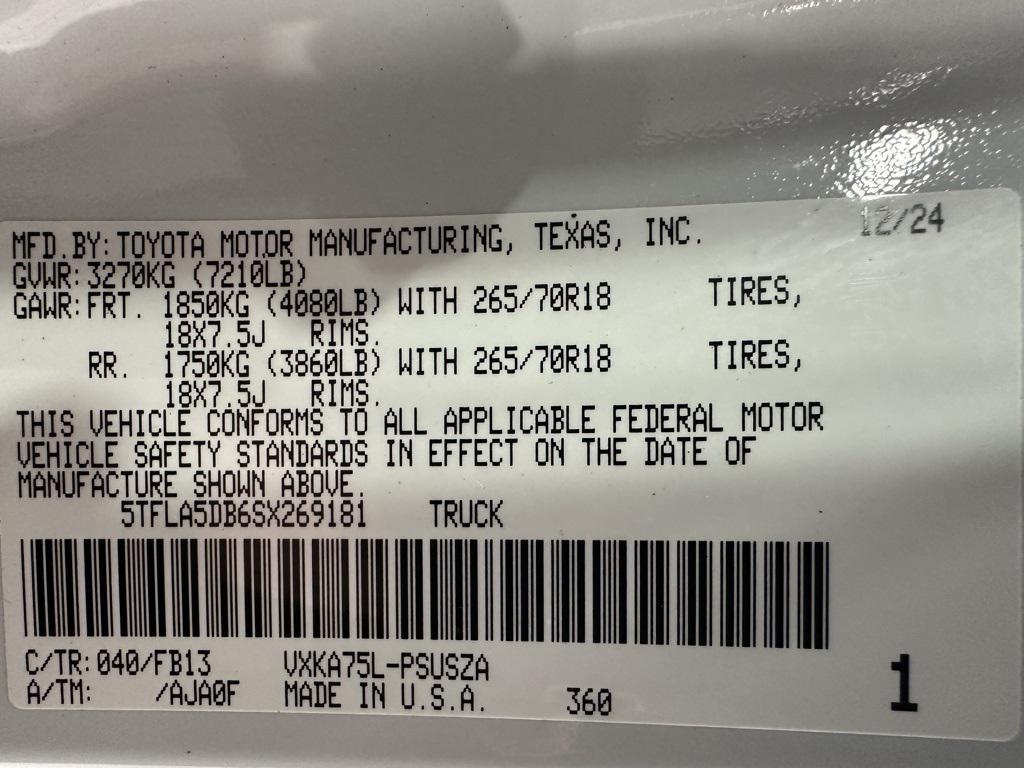 12/24
MFD.BY: TOYOTA MOTOR MANUFACTURING, TEXAS, INC.
GVWR: 3270KG (7210LB)
GAWR: FRT. 1850KG (4080LB) WITH 265/70R18 TIRES,
18X7.5J RIMS.
RR. 1750KG (3860LB) WITH 265/70R18 TIRES,
18X7.5J RIMS.
THIS VEHICLE CONFORMS TO ALL APPLICABLE FEDERAL MOTOR
VEHICLE SAFETY STANDARDS IN EFFECT ON THE DATE OF
MANUFACTURE SHOWN ABOVE.
5TFLA5DB6SX269181 TRUCK
C/TR: 040/FB13 VXKA75L-PSUSZA
A/TM: /AJA0F MADE IN U.S.A. 360
1